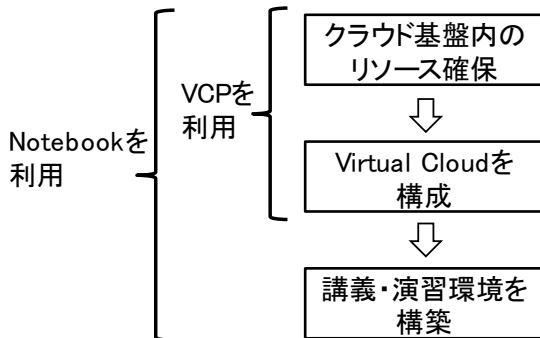 クラウド基盤内の
リソース確保
VCPを
利用
Notebookを
利用
Virtual Cloudを
構成
講義・演習環境を
構築